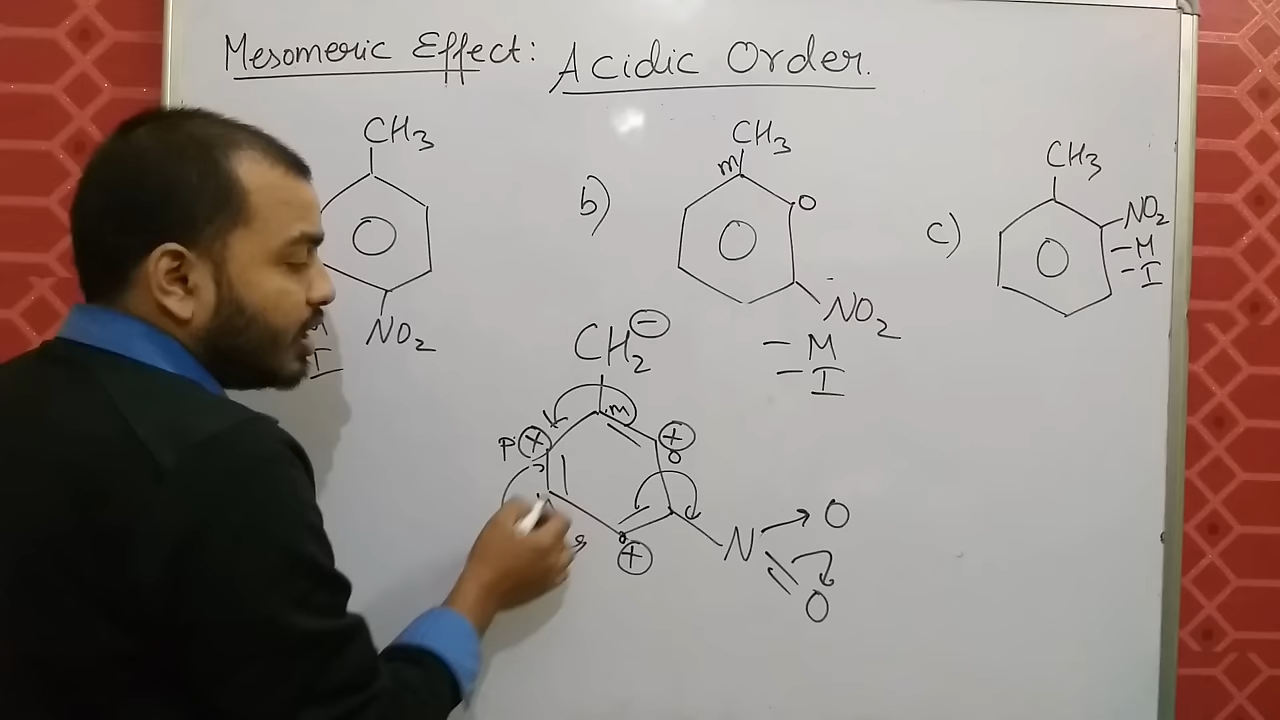 Mesomeric Effect: Acidic Order.
CH3
NO2
I
b)
CH3
m
o
NO2
- M
- I
c)
CH3
NO2
- M
- I
CH2 -
m
p +
+
o
o
+
N → O
O